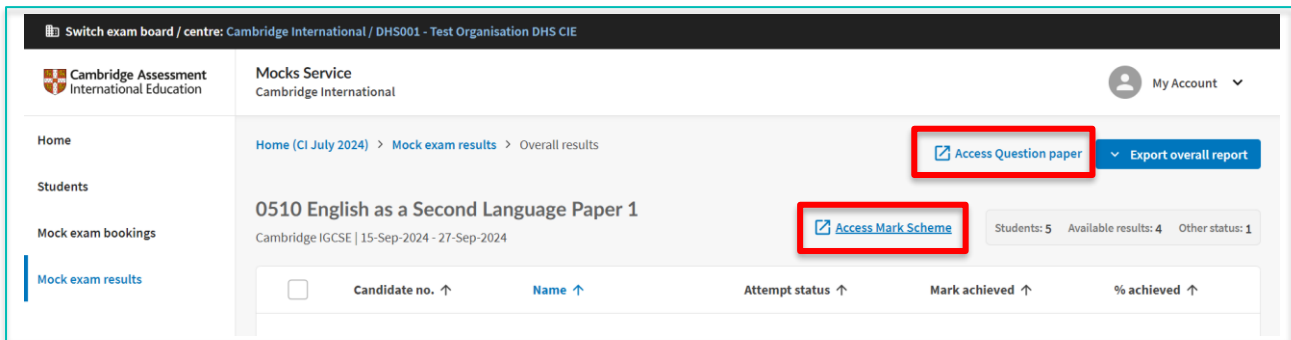 Switch exam board / centre: Cambridge International / DHS001 - Test Organisation DHS CIE
Cambridge Assessment
International Education
Mocks Service
Cambridge International
My Account
Home
Students
Mock exam bookings
Mock exam results
Home (CI July 2024) > Mock exam results > Overall results
Access Question paper
Export overall report
0510 English as a Second Language Paper 1
Cambridge IGCSE | 15-Sep-2024 - 27-Sep-2024
Access Mark Scheme
Students: 5 Available results: 4 Other status: 1
Candidate no. ↑ Name ↑ Attempt status ↑ Mark achieved ↑ % achieved ↑